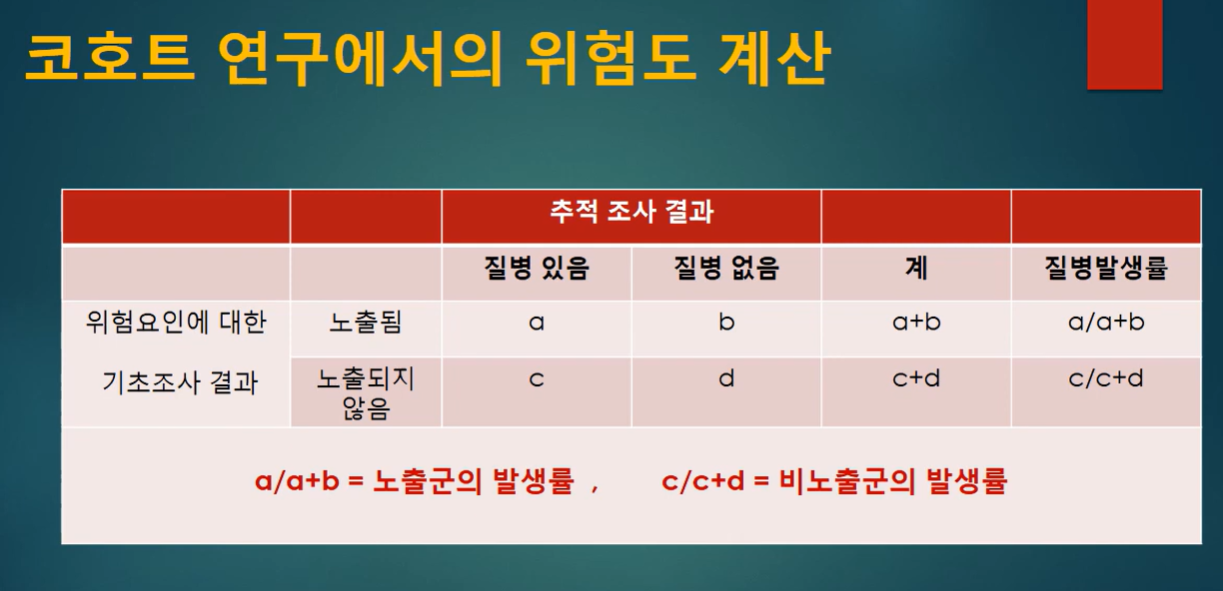 코호트 연구에서의 위험도 계산
추적 조사 결과
질병 있음 질병 없음 계 질병발생률
위험요인에 대한 노출됨 a b a+b a/a+b
기초조사 결과 노출되지 c d c+d c/c+d
않음
a/a+b = 노출군의 발생률 , c/c+d = 비노출군의 발생률